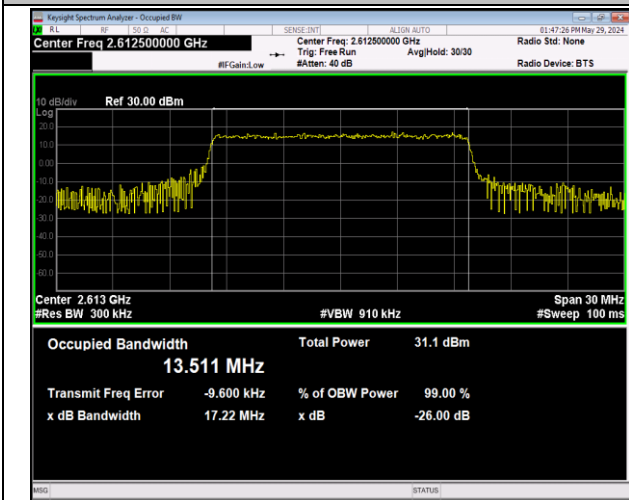 Keysight Spectrum Analyzer - Occupied BW
RL RF 50 Ω AC SENSE:INT ALIGN AUTO 01:47:26 PM May 29, 2024
Center Freq 2.612500000 GHz Center Freq: 2.612500000 GHz Radio Std: None
Trig: Free Run Avg|Hold: 30/30
#IFGain:Low #Atten: 40 dB Radio Device: BTS
10 dB/div Ref 30.00 dBm
Log
20.0
10.0
0.00
-10.0
-20.0
-30.0
-40.0
-50.0
-60.0
Center 2.613 GHz Span 30 MHz
#Res BW 300 kHz #VBW 910 kHz #Sweep 100 ms
Occupied Bandwidth Total Power 31.1 dBm
13.511 MHz
Transmit Freq Error -9.600 kHz % of OBW Power 99.00 %
x dB Bandwidth 17.22 MHz x dB -26.00 dB
MSG STATUS